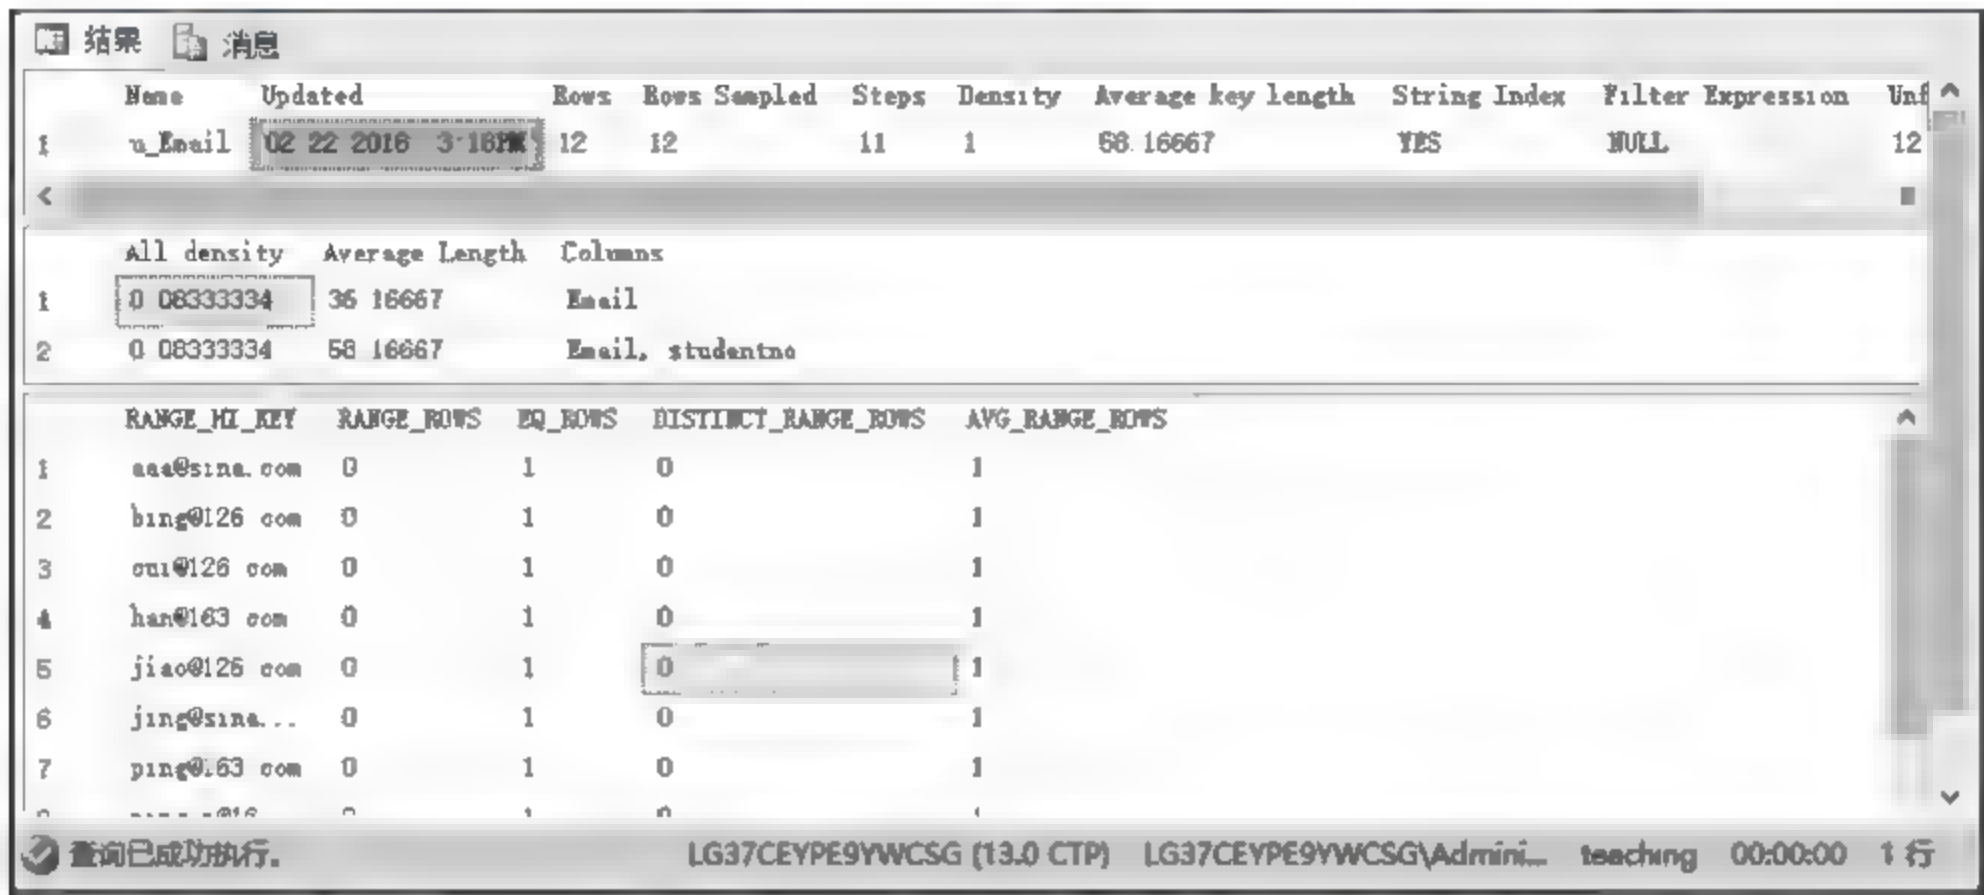 结果 消息
Name Updated Rows Rows Sampled Steps Density Average key length String Index Filter Expression Unf
1 u_Email 02 22 2016 3:18PM 12 12 11 1 58.16667 YES NULL 12
All density Average Length Columns
1 0.08333334 36.16667 Email
2 0.08333334 58.16667 Email, studentno
RANGE_HI_KEY RANGE_ROWS EQ_ROWS DISTINCT_RANGE_ROWS AVG_RANGE_ROWS
1 aaa@sina.com 0 1 0 1
2 bing@126.com 0 1 0 1
3 cui@126.com 0 1 0 1
4 han@163.com 0 1 0 1
5 jiao@126.com 0 1 0 1
6 jing@sina... 0 1 0 1
7 ping@163.com 0 1 0 1
查询已成功执行。 LG37CEYPE9YWCSG (13.0 CTP) LG37CEYPE9YWCSG\Admini... teaching 00:00:00 1 行